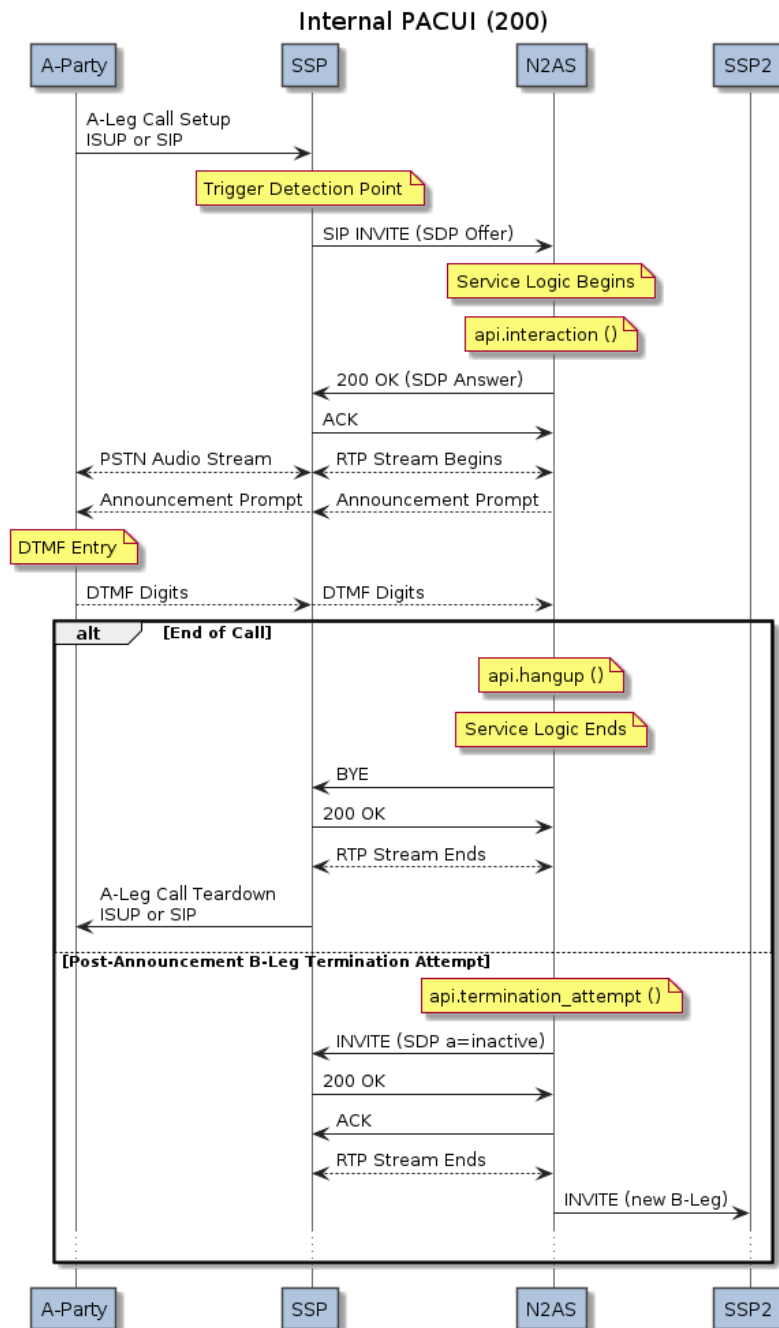 Internal PACUI (200)
A-Party
SSP
N2AS
SSP2
A-Leg Call Setup
ISUP or SIP
Trigger Detection Point
SIP INVITE (SDP Offer)
Service Logic Begins
api.interaction ()
200 OK (SDP Answer)
ACK
PSTN Audio Stream
RTP Stream Begins
Announcement Prompt
Announcement Prompt
DTMF Entry
DTMF Digits
DTMF Digits
alt
[End of Call]
api.hangup ()
Service Logic Ends
BYE
200 OK
RTP Stream Ends
A-Leg Call Teardown
ISUP or SIP
[Post-Announcement B-Leg Termination Attempt]
api.termination_attempt ()
INVITE (SDP a=inactive)
200 OK
ACK
RTP Stream Ends
INVITE (new B-Leg)
A-Party
SSP
N2AS
SSP2